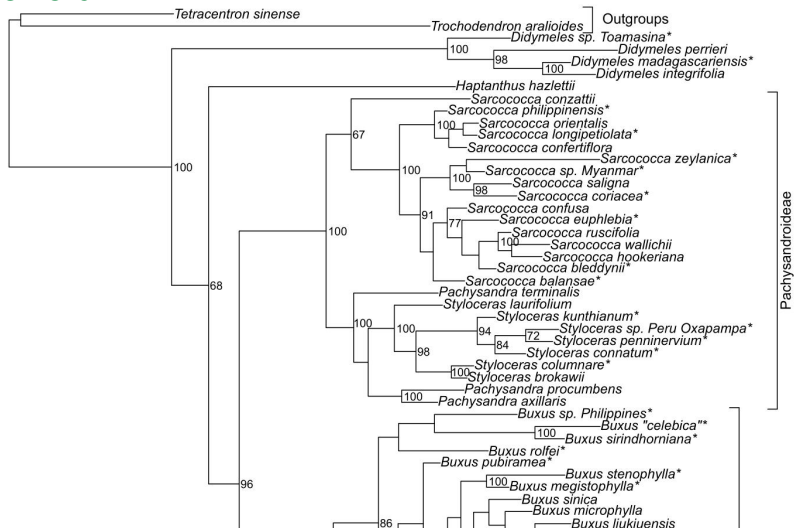 Tetracentron sinense
Trochodendron aralioides
Outgroups
Didymeles sp. Toamasina*
100
Didymeles perrieri
98
Didymeles madagascariensis*
100
Didymeles integrifolia
Haptanthus hazlettii
Sarcococca conzattii
Sarcococca philippinensis*
100
Sarcococca orientalis
67
Sarcococca longipetiolata*
Sarcococca confertiflora
Sarcococca zeylanica*
100
100
Sarcococca sp. Myanmar*
100
Sarcococca saligna
98
Sarcococca coriacea*
Sarcococca confusa
91
77
Sarcococca euphlebia*
100
Sarcococca ruscifolia
100
Sarcococca wallichii
Sarcococca hookeriana
Sarcococca bleddynii*
Sarcococca balansae*
68
Pachysandra terminalis
Styloceras laurifolium
Styloceras kunthianum*
100
100
94
Styloceras sp. Peru Oxapampa*
72
Styloceras penninervium*
84
98
Styloceras connatum*
Styloceras columnare*
100
Styloceras brokawii
Pachysandra procumbens
100
Pachysandra axillaris
Pachysandroideae
Buxus sp. Philippines*
Buxus "celebica"*
100
Buxus sirindhorniana*
Buxus rolfei*
Buxus pubiramea*
Buxus stenophylla*
96
100
Buxus megistophylla*
Buxus sinica
Buxus microphylla
86
Buxus liukiuensis